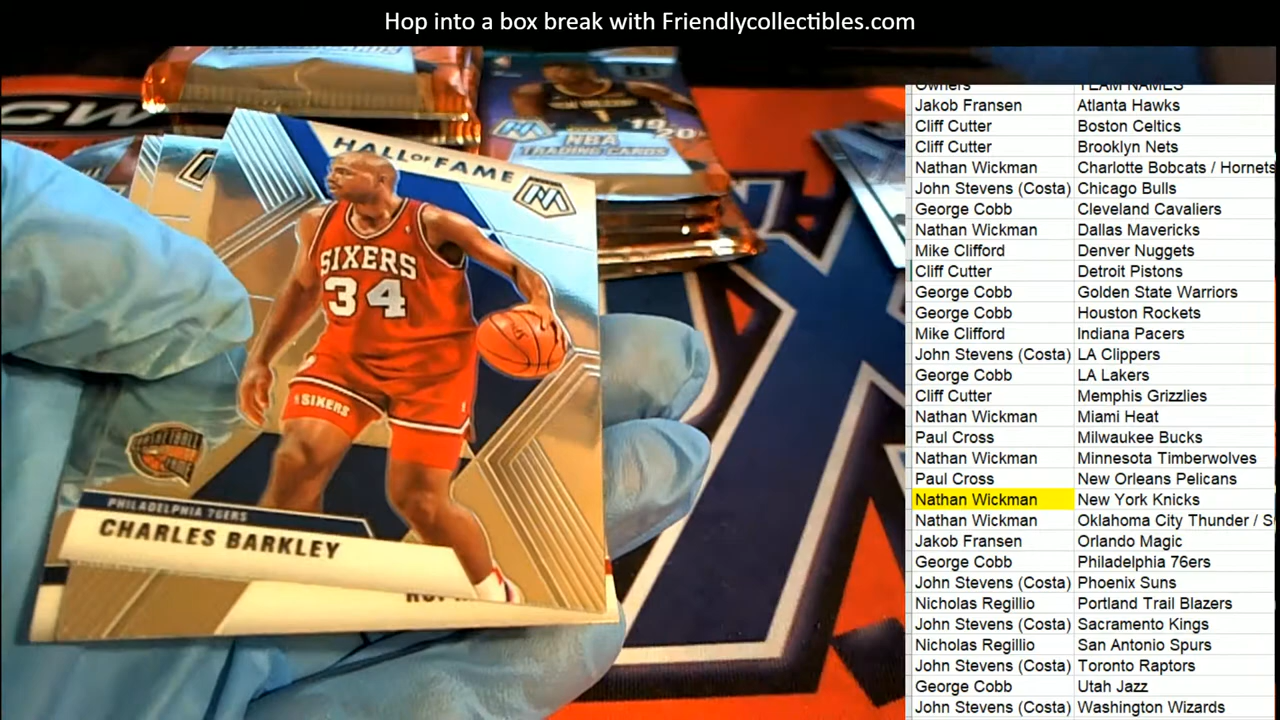 Hop into a box break with Friendlycollectibles.com
HALL OF FAME
SIXERS
34
SIXERS
PHILADELPHIA 76ERS
CHARLES BARKLEY
19
20
NBA
TRADING CARDS
Owners TEAM NAMES
Jakob Fransen Atlanta Hawks
Cliff Cutter Boston Celtics
Cliff Cutter Brooklyn Nets
Nathan Wickman Charlotte Bobcats / Hornets
John Stevens (Costa) Chicago Bulls
George Cobb Cleveland Cavaliers
Nathan Wickman Dallas Mavericks
Mike Clifford Denver Nuggets
Cliff Cutter Detroit Pistons
George Cobb Golden State Warriors
George Cobb Houston Rockets
Mike Clifford Indiana Pacers
John Stevens (Costa) LA Clippers
George Cobb LA Lakers
Cliff Cutter Memphis Grizzlies
Nathan Wickman Miami Heat
Paul Cross Milwaukee Bucks
Nathan Wickman Minnesota Timberwolves
Paul Cross New Orleans Pelicans
Nathan Wickman New York Knicks
Nathan Wickman Oklahoma City Thunder / S
Jakob Fransen Orlando Magic
George Cobb Philadelphia 76ers
John Stevens (Costa) Phoenix Suns
Nicholas Regillio Portland Trail Blazers
John Stevens (Costa) Sacramento Kings
Nicholas Regillio San Antonio Spurs
John Stevens (Costa) Toronto Raptors
George Cobb Utah Jazz
John Stevens (Costa) Washington Wizards